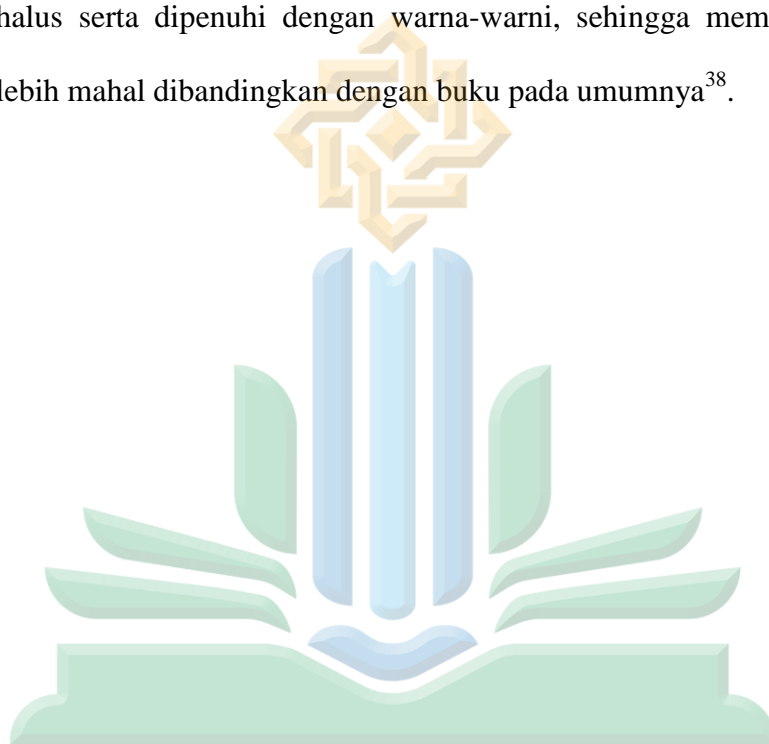 halus serta dipenuhi dengan warna-warni, sehingga mem
lebih mahal dibandingkan dengan buku pada umumnya38.